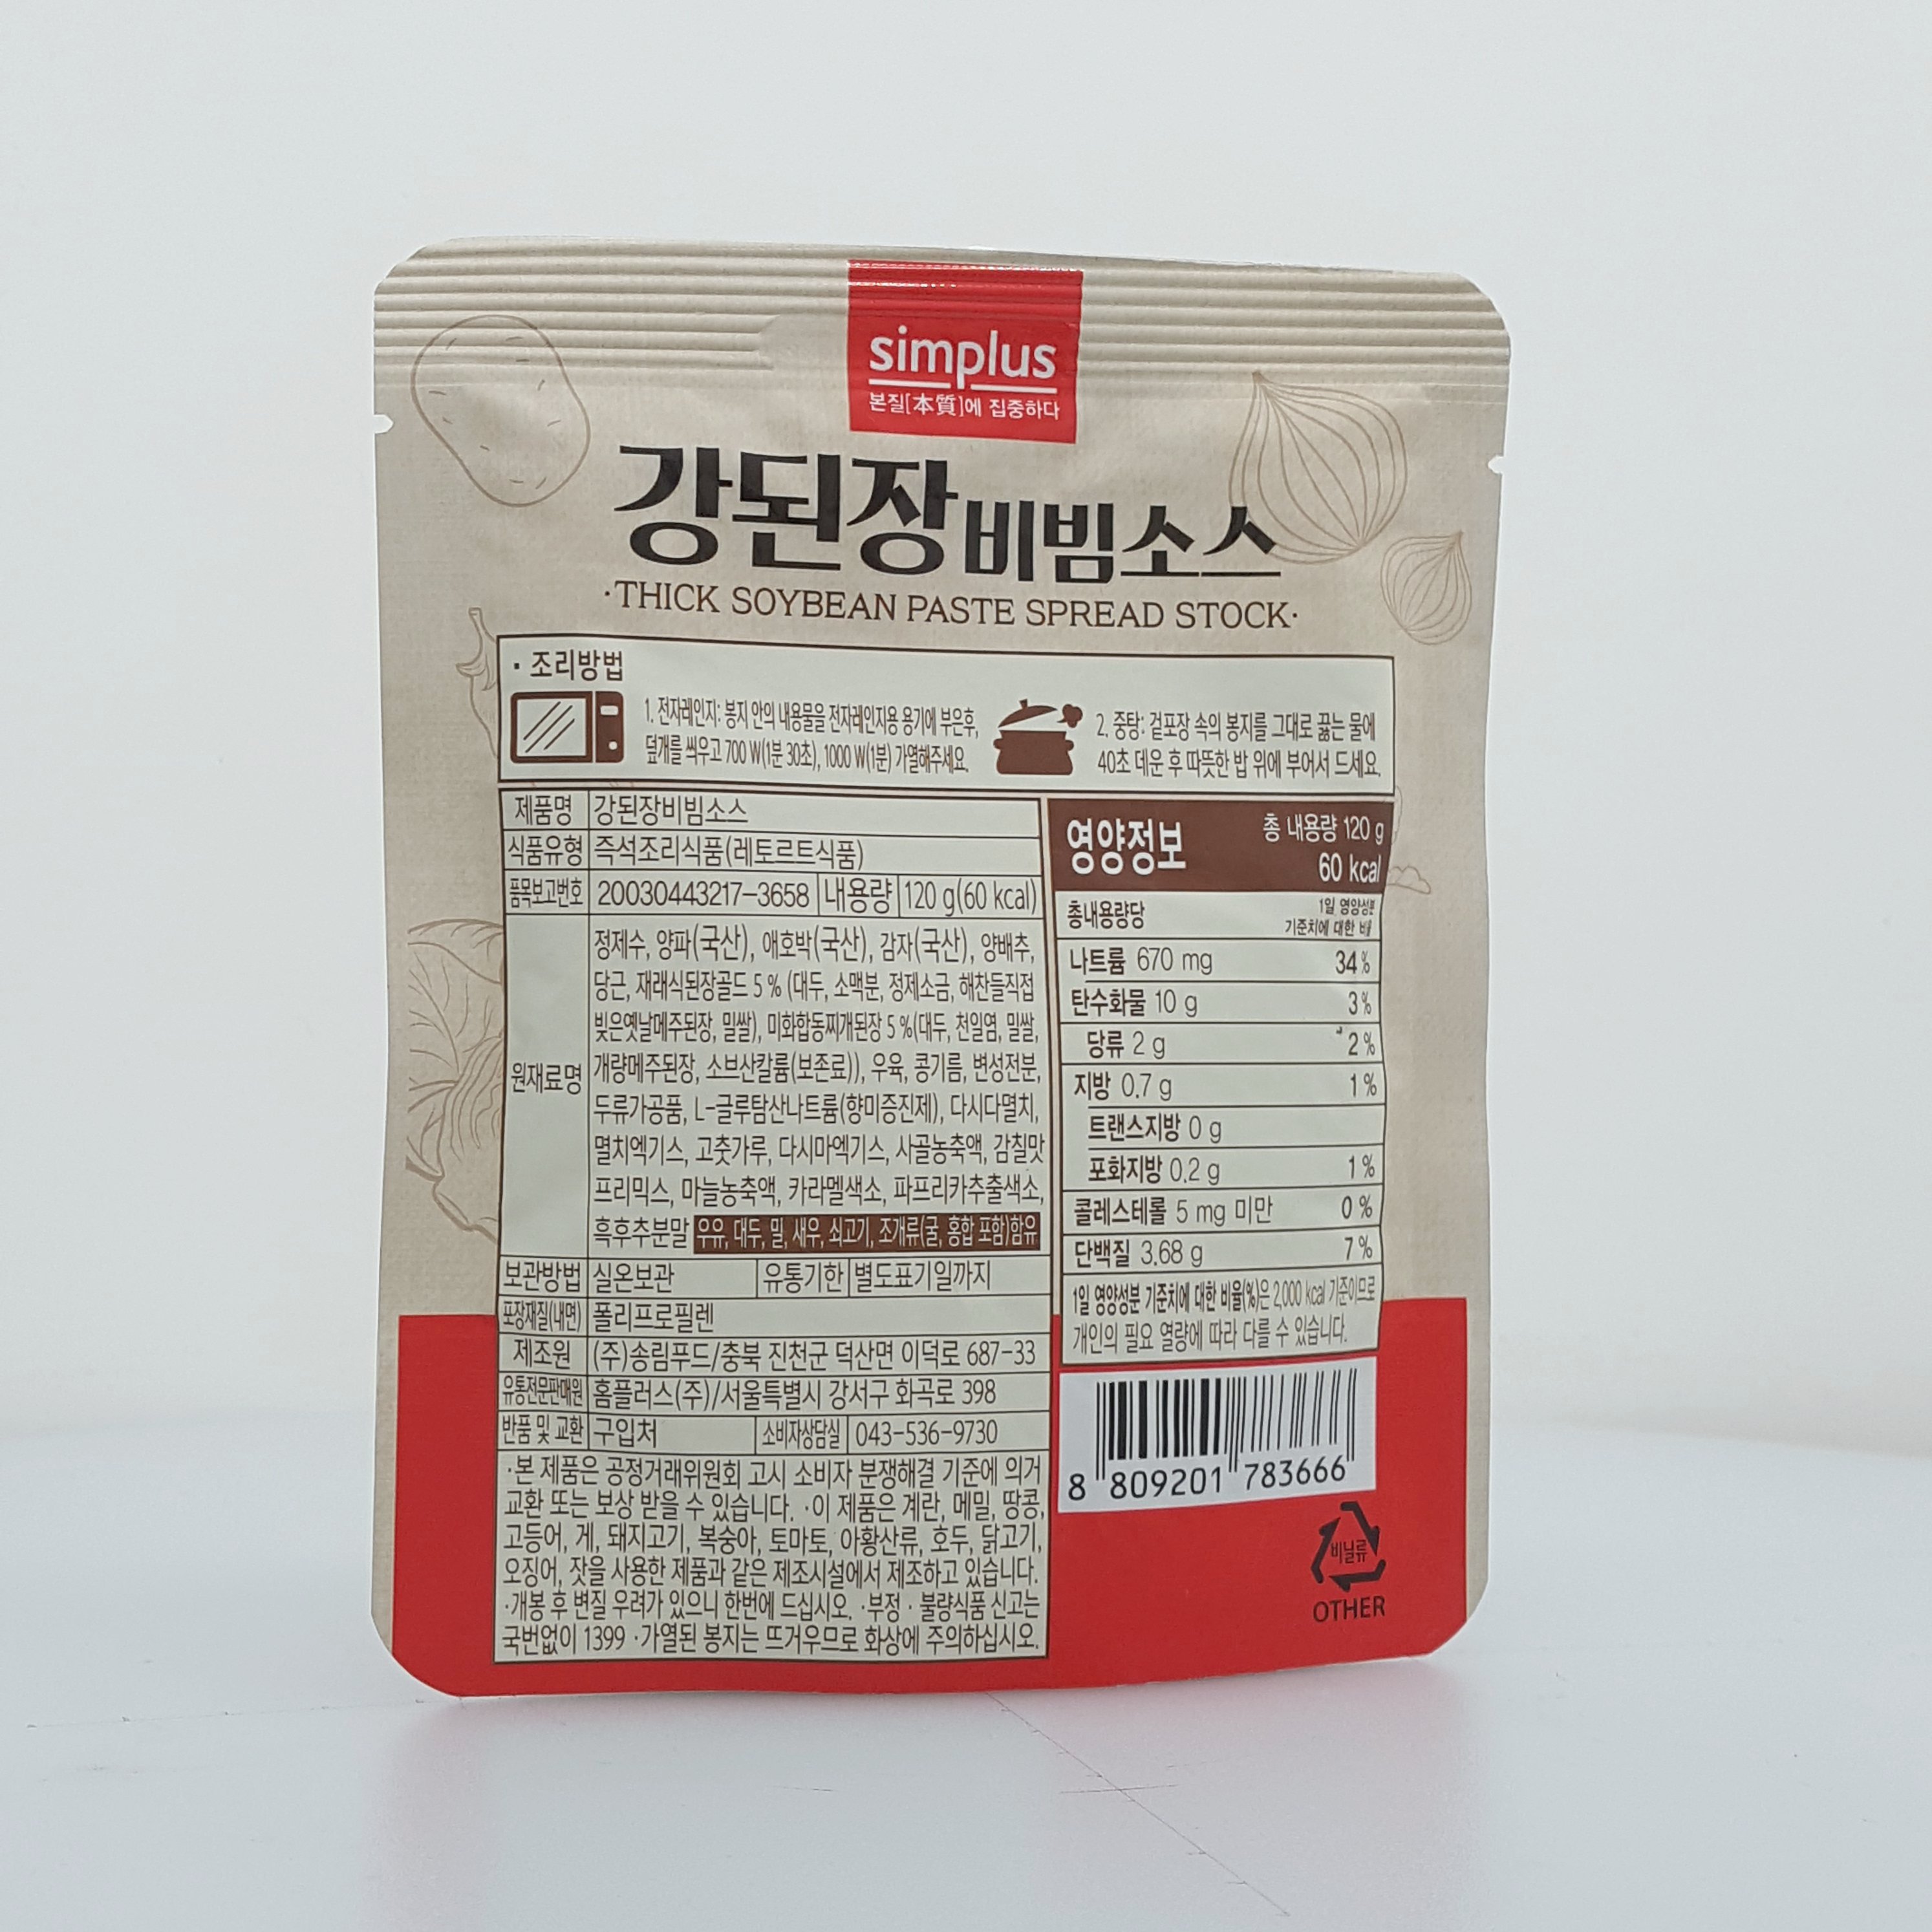 simplus
본질[本質]에 집중하다
강된장비빔소스
·THICK SOYBEAN PASTE SPREAD STOCK·
· 조리방법
1. 전자레인지: 봉지 안의 내용물을 전자레인지용 용기에 부은후,
덮개를 씌우고 700 W(1분 30초), 1000 W(1분) 가열해주세요.
2. 중탕: 겉포장 속의 봉지를 그대로 끓는 물에
40초 데운 후 따뜻한 밥 위에 부어서 드세요.
제품명 강된장비빔소스
식품유형 즉석조리식품(레토르트식품)
품목보고번호 20030443217-3658 내용량 120 g(60 kcal)
원재료명
정제수, 양파(국산), 애호박(국산), 감자(국산), 양배추,
당근, 재래식된장골드 5 % (대두, 소맥분, 정제소금, 해찬들직접
빚은옛날메주된장, 밀쌀), 미화합동찌개된장 5 %(대두, 천일염, 밀쌀,
개량메주된장, 소브산칼륨(보존료)), 우육, 콩기름, 변성전분,
두류가공품, L-글루탐산나트륨(향미증진제), 다시다멸치,
멸치엑기스, 고춧가루, 다시마엑기스, 사골농축액, 감칠맛
프리믹스, 마늘농축액, 카라멜색소, 파프리카추출색소,
흑후추분말 우유, 대두, 밀, 새우, 쇠고기, 조개류(굴, 홍합 포함)함유
보관방법 실온보관 유통기한 별도표기일까지
포장재질(내면) 폴리프로필렌
제조원 (주)송림푸드/충북 진천군 덕산면 이덕로 687-33
유통전문판매원 홈플러스(주)/서울특별시 강서구 화곡로 398
반품 및 교환 구입처 소비자상담실 043-536-9730
·본 제품은 공정거래위원회 고시 소비자 분쟁해결 기준에 의거
교환 또는 보상 받을 수 있습니다. ·이 제품은 계란, 메밀, 땅콩,
고등어, 게, 돼지고기, 복숭아, 토마토, 아황산류, 호두, 닭고기,
오징어, 잣을 사용한 제품과 같은 제조시설에서 제조하고 있습니다.
·개봉 후 변질 우려가 있으니 한번에 드십시오. ·부정 · 불량식품 신고는
국번없이 1399 ·가열된 봉지는 뜨거우므로 화상에 주의하십시오.
영양정보
총 내용량 120 g
60 kcal
총내용량당
1일 영양성분
기준치에 대한 비율
나트륨 670 mg 34 %
탄수화물 10 g 3 %
당류 2 g 2 %
지방 0.7 g 1 %
트랜스지방 0 g
포화지방 0.2 g 1 %
콜레스테롤 5 mg 미만 0 %
단백질 3.68 g 7 %
1일 영양성분 기준치에 대한 비율(%)은 2,000 kcal 기준이므로
개인의 필요 열량에 따라 다를 수 있습니다.
8 809201 783666
비닐류
OTHER